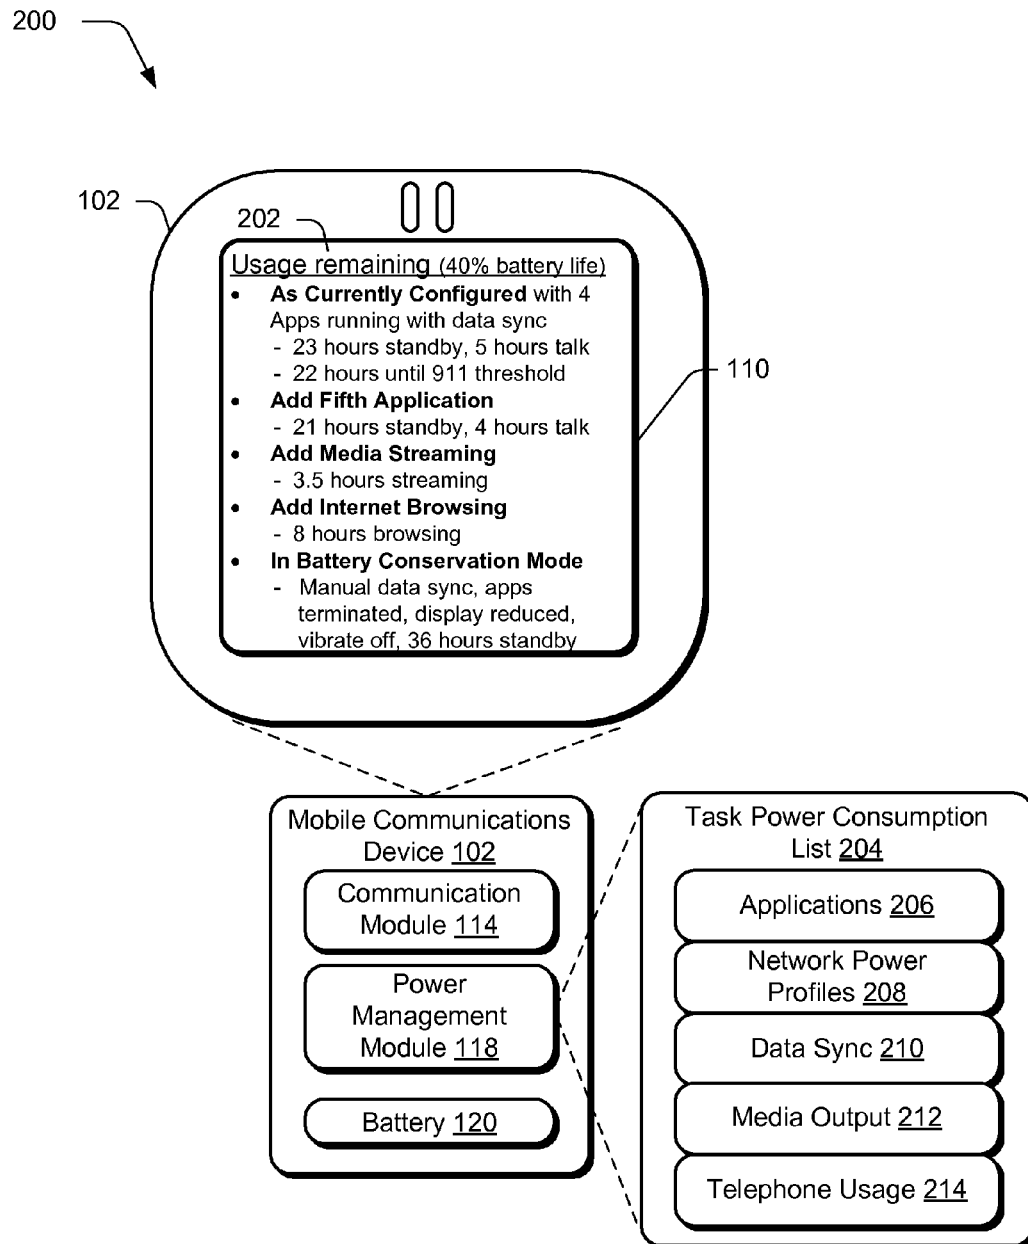 200
102
202
Usage remaining (40% battery life)
• As Currently Configured with 4
Apps running with data sync
- 23 hours standby, 5 hours talk
- 22 hours until 911 threshold
• Add Fifth Application
- 21 hours standby, 4 hours talk
• Add Media Streaming
- 3.5 hours streaming
• Add Internet Browsing
- 8 hours browsing
• In Battery Conservation Mode
- Manual data sync, apps
terminated, display reduced,
vibrate off, 36 hours standby
110
Mobile Communications
Device 102
Communication
Module 114
Power
Management
Module 118
Battery 120
Task Power Consumption
List 204
Applications 206
Network Power
Profiles 208
Data Sync 210
Media Output 212
Telephone Usage 214